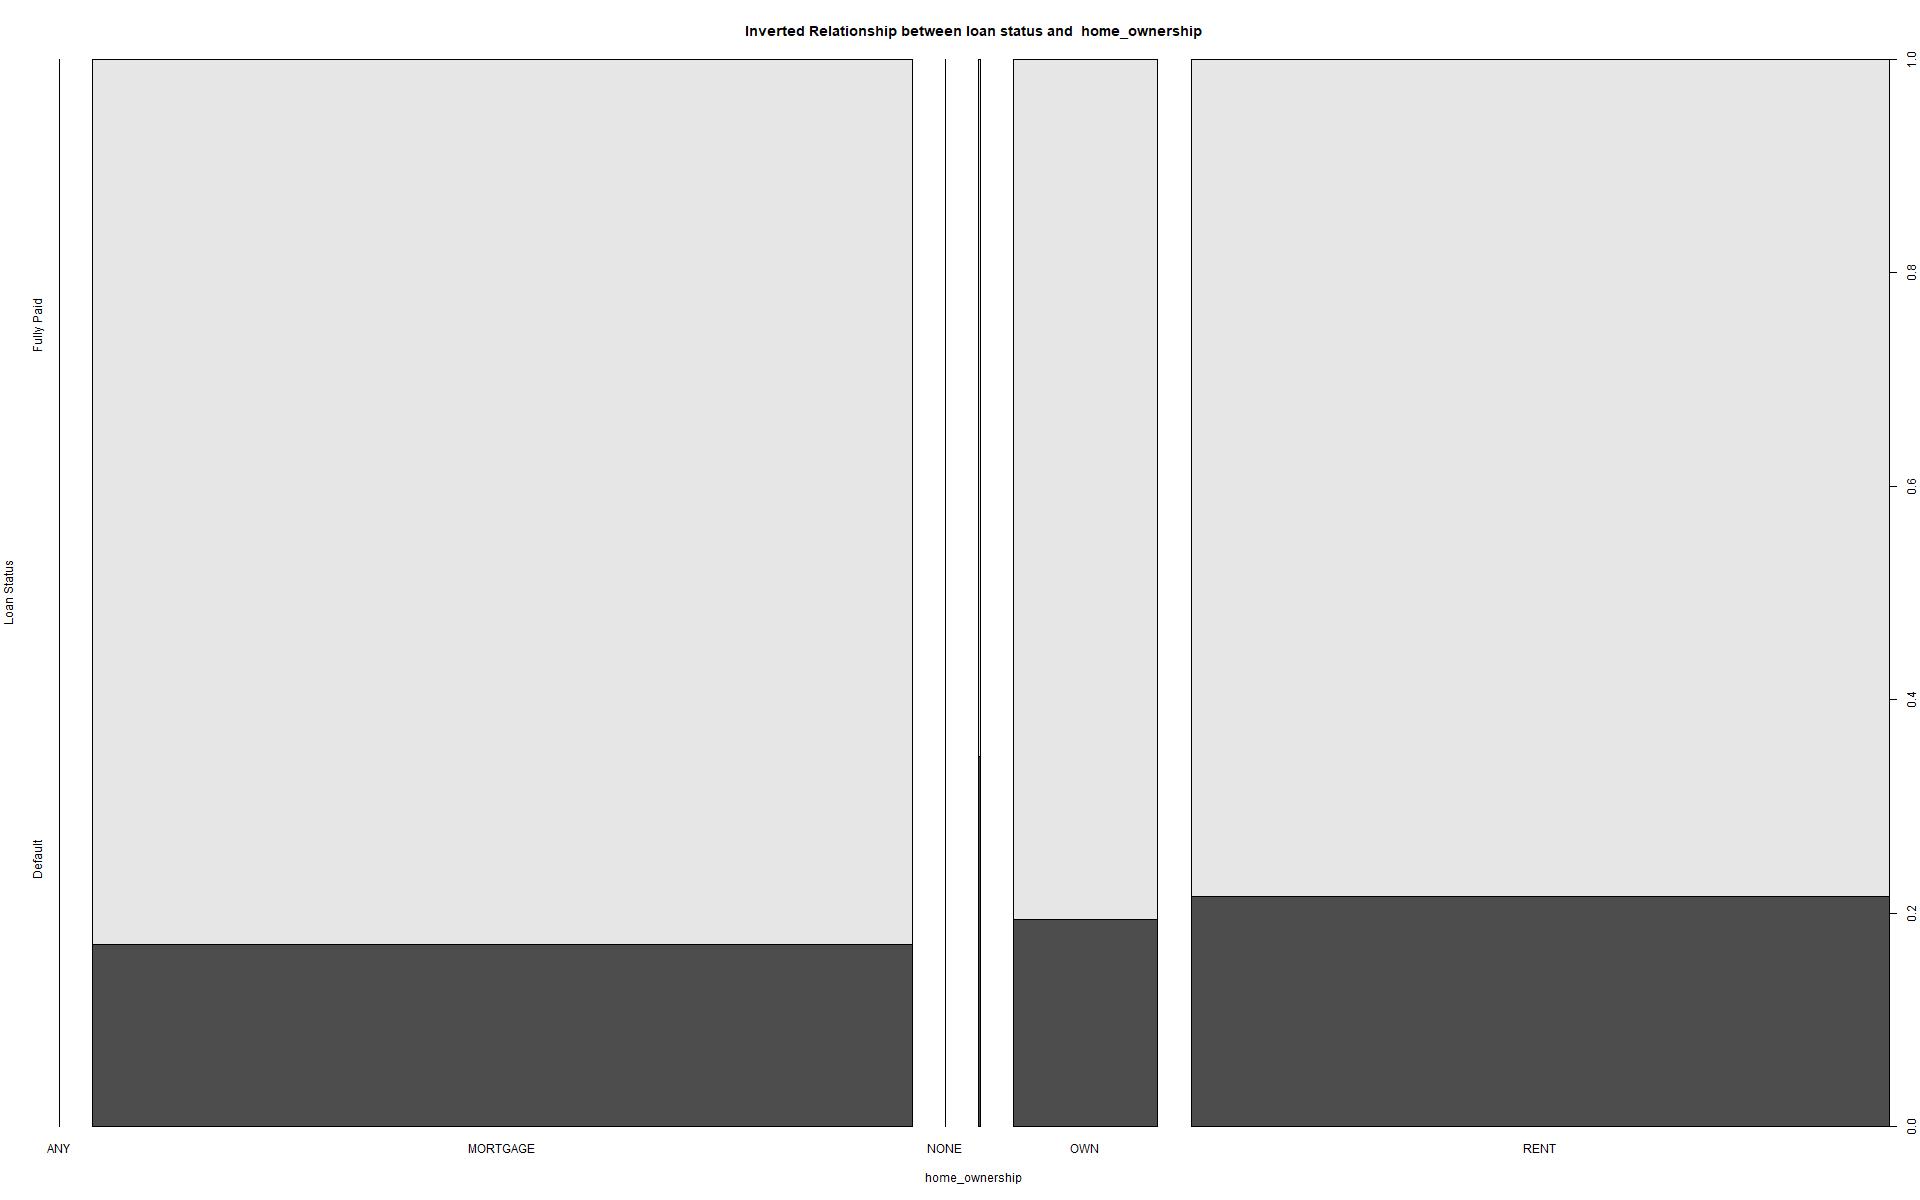 Inverted Relationship between loan status and  home_ownership
Fully Paid
Default
Loan Status
1.0
0.8
0.6
0.4
0.2
0.0
ANY
MORTGAGE
NONE
OWN
RENT
home_ownership